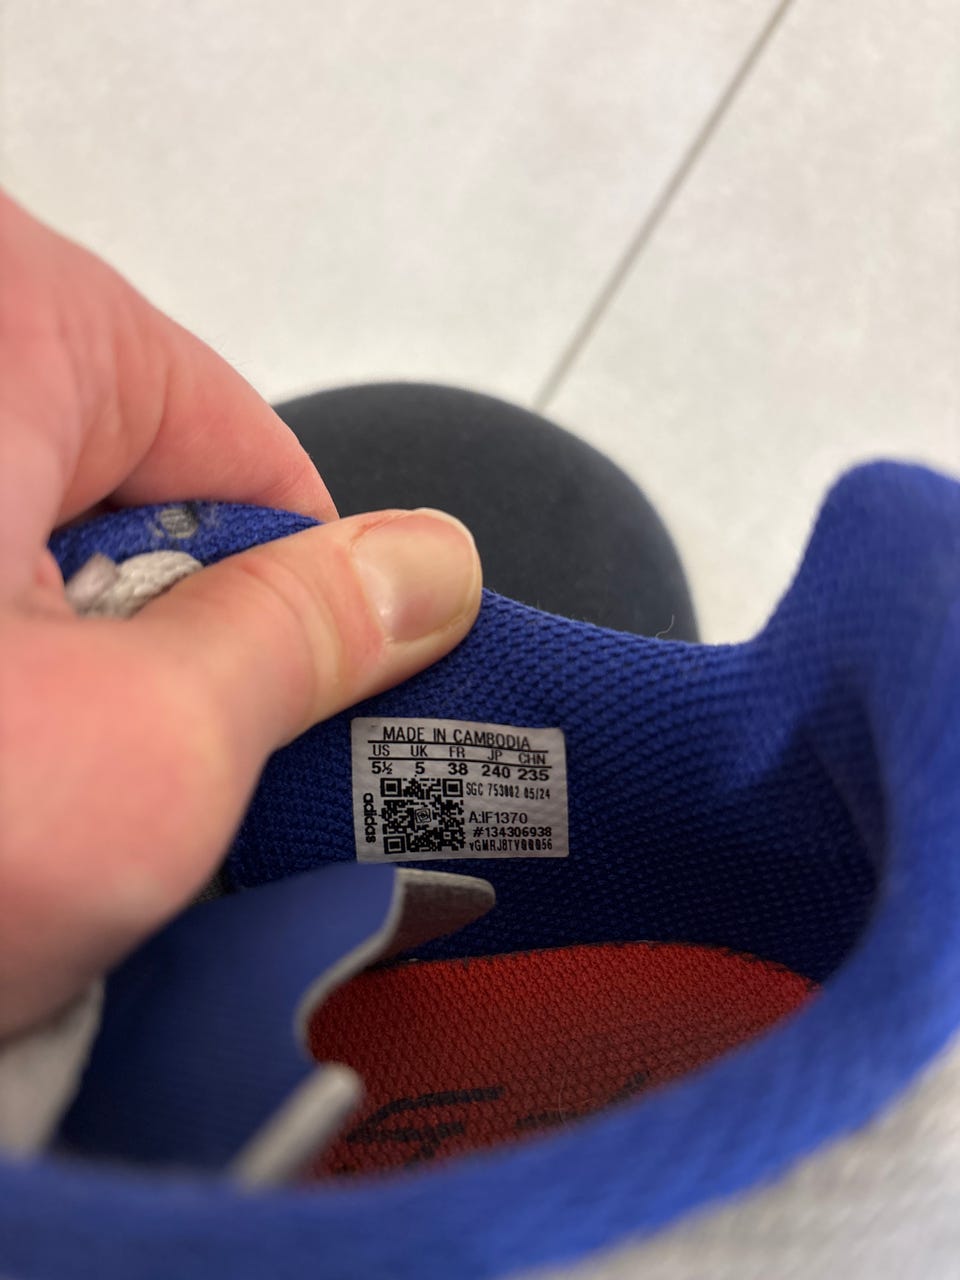 MADE IN CAMBODIA
US UK FR JP CHN
5½ 5 38 240 235
SGC 753002 05/24
adidas
A:IF1370
#134306938
vGMRJ8TV00056